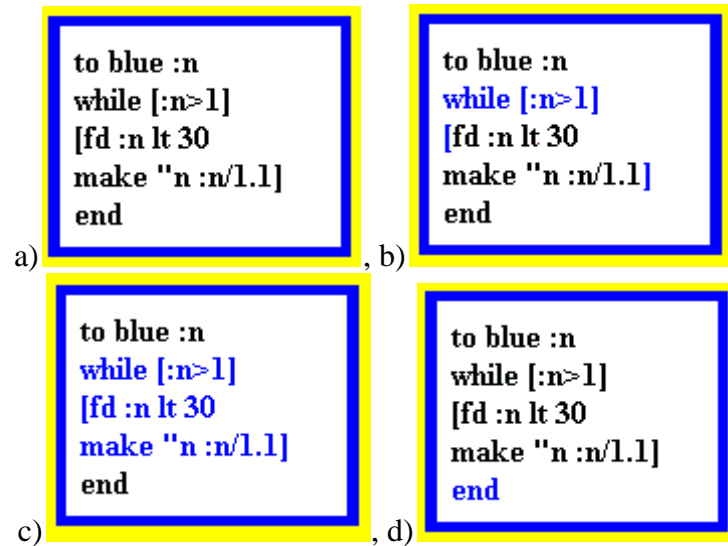 to blue :n
while [:n>1]
[fd :n lt 30
make "n :n/1.1]
end
a)
to blue :n
while [:n>1]
[fd :n lt 30
make "n :n/1.1]
end
, b)
to blue :n
while [:n>1]
[fd :n lt 30
make "n :n/1.1]
end
c)
to blue :n
while [:n>1]
[fd :n lt 30
make "n :n/1.1]
end
, d)